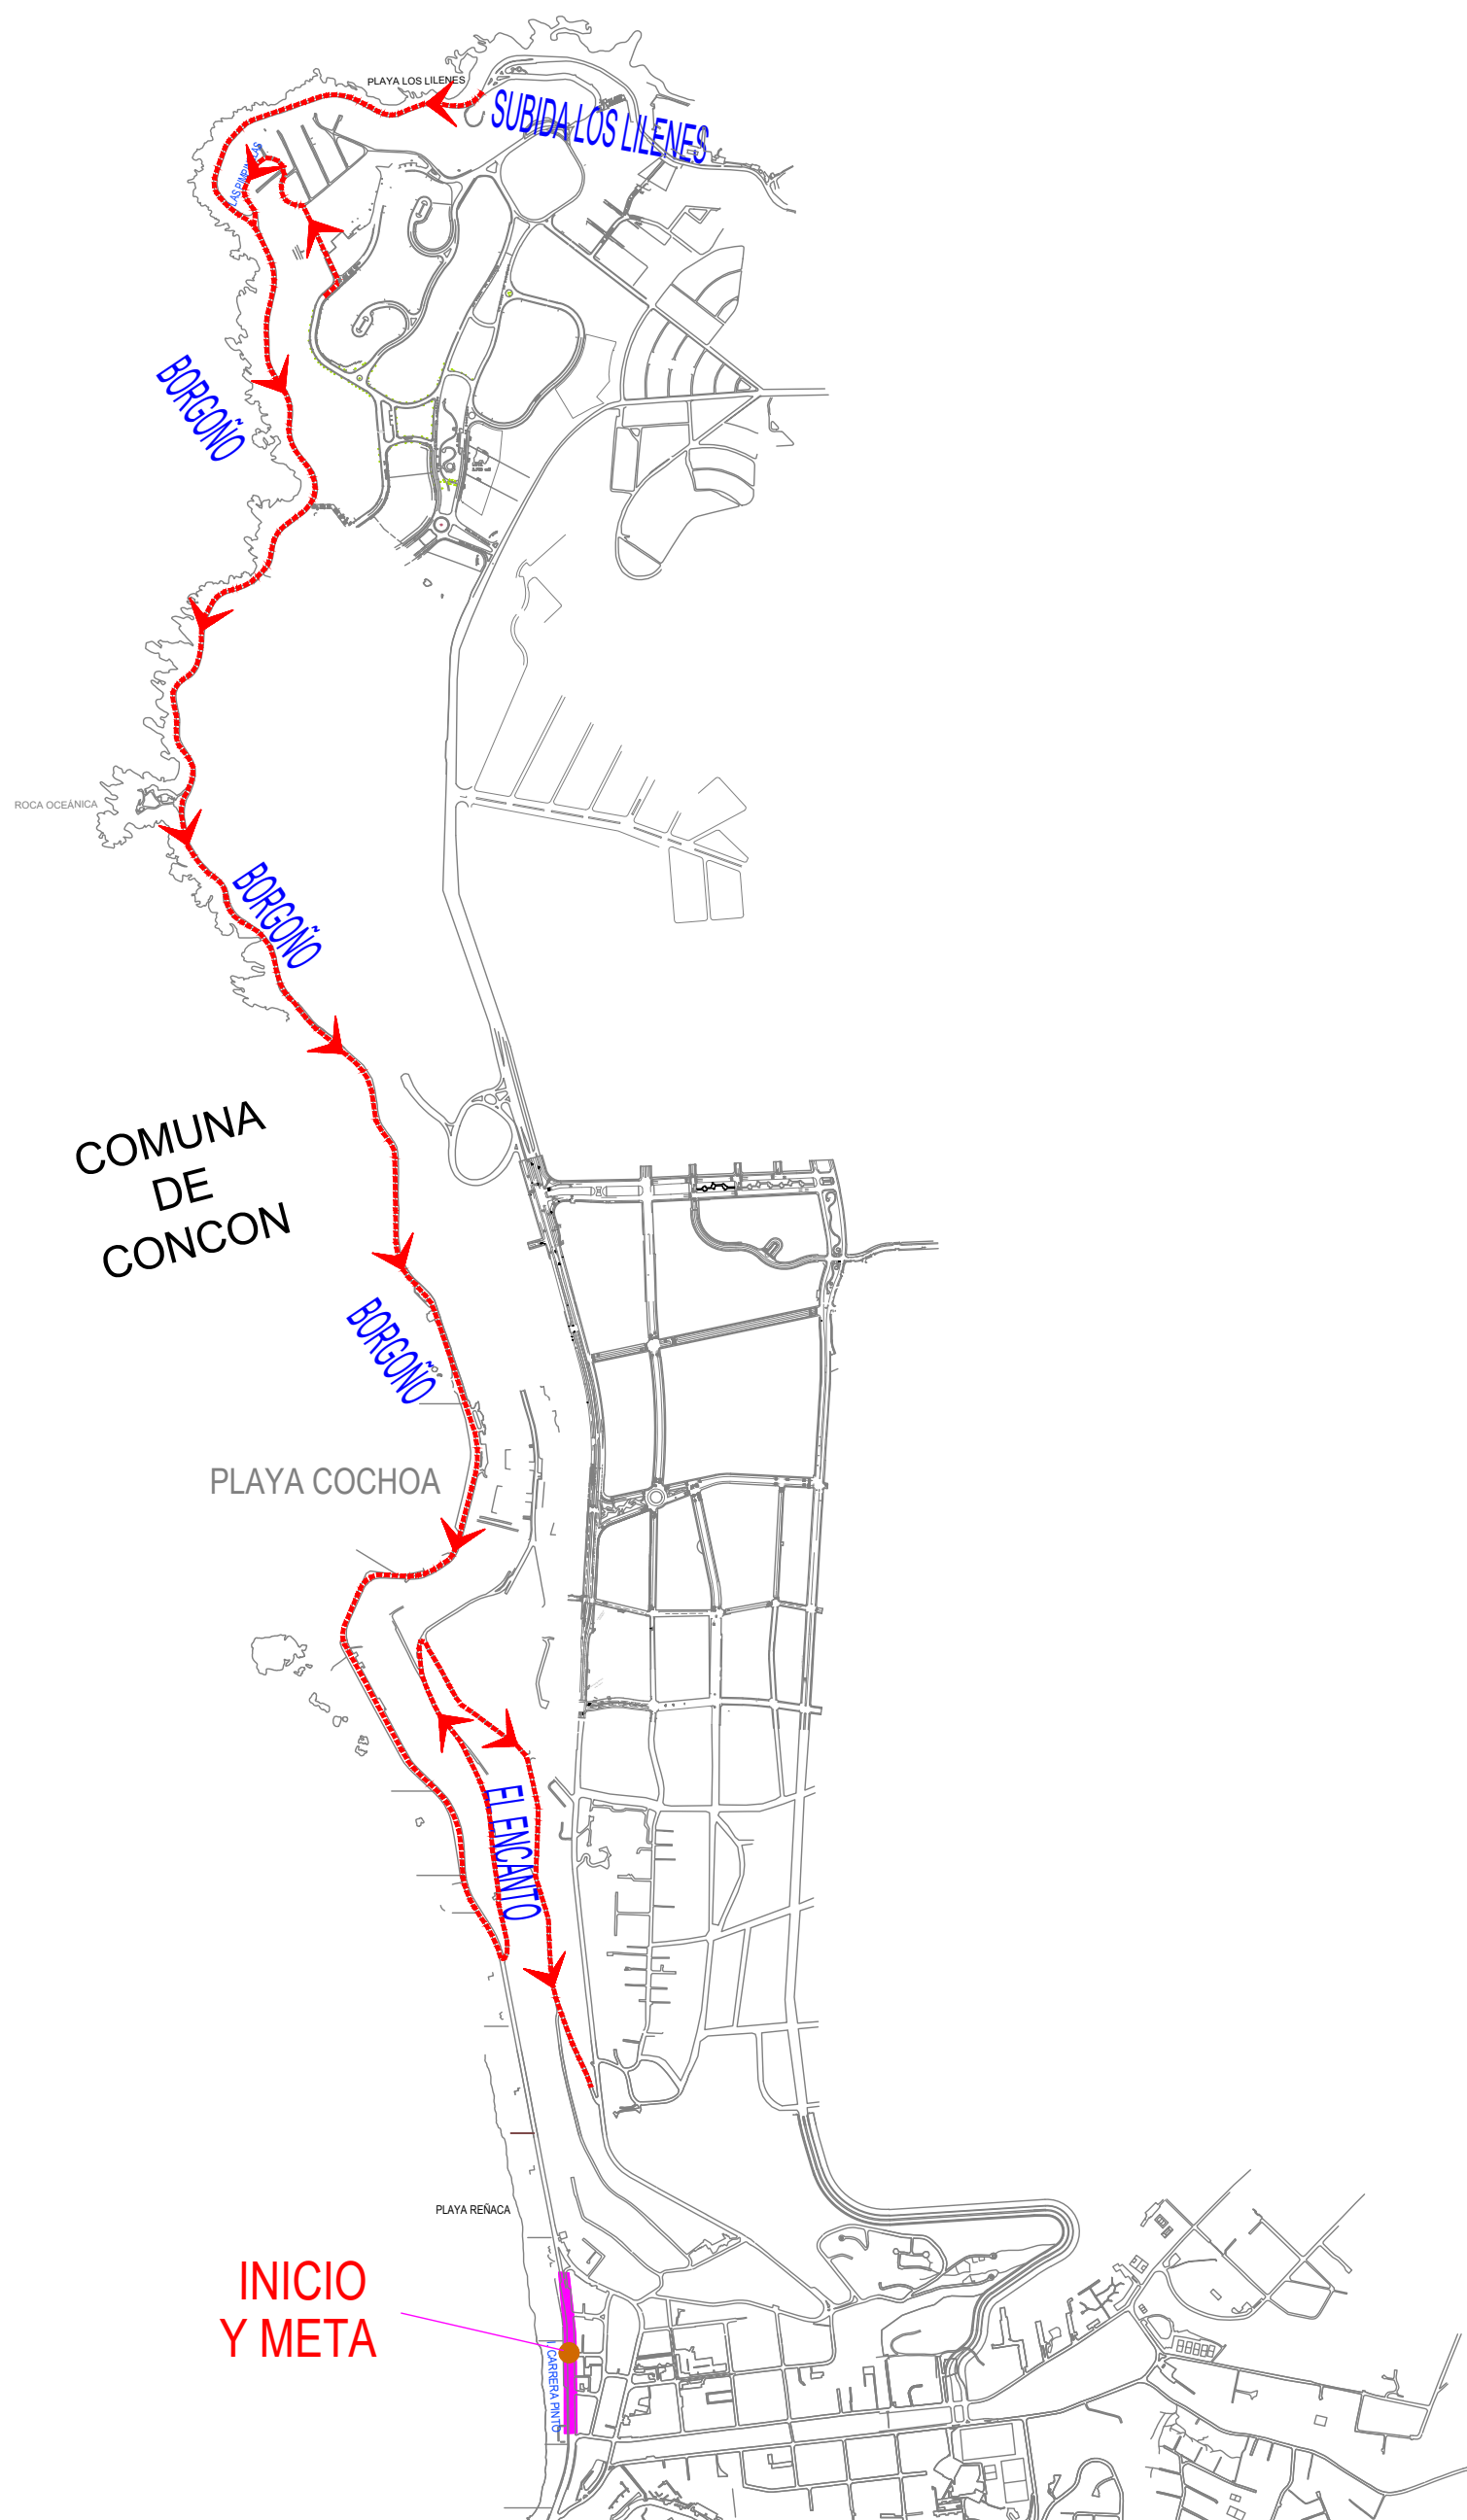 PLAYA LOS LILENES
SUBIDA LOS LILENES
BORGOÑO
ROCA OCEÁNICA
BORGOÑO
COMUNA
DE
CONCON
BORGOÑO
PLAYA COCHOA
EL ENCANTO
PLAYA REÑACA
INICIO
Y META
CARRERA PINTO